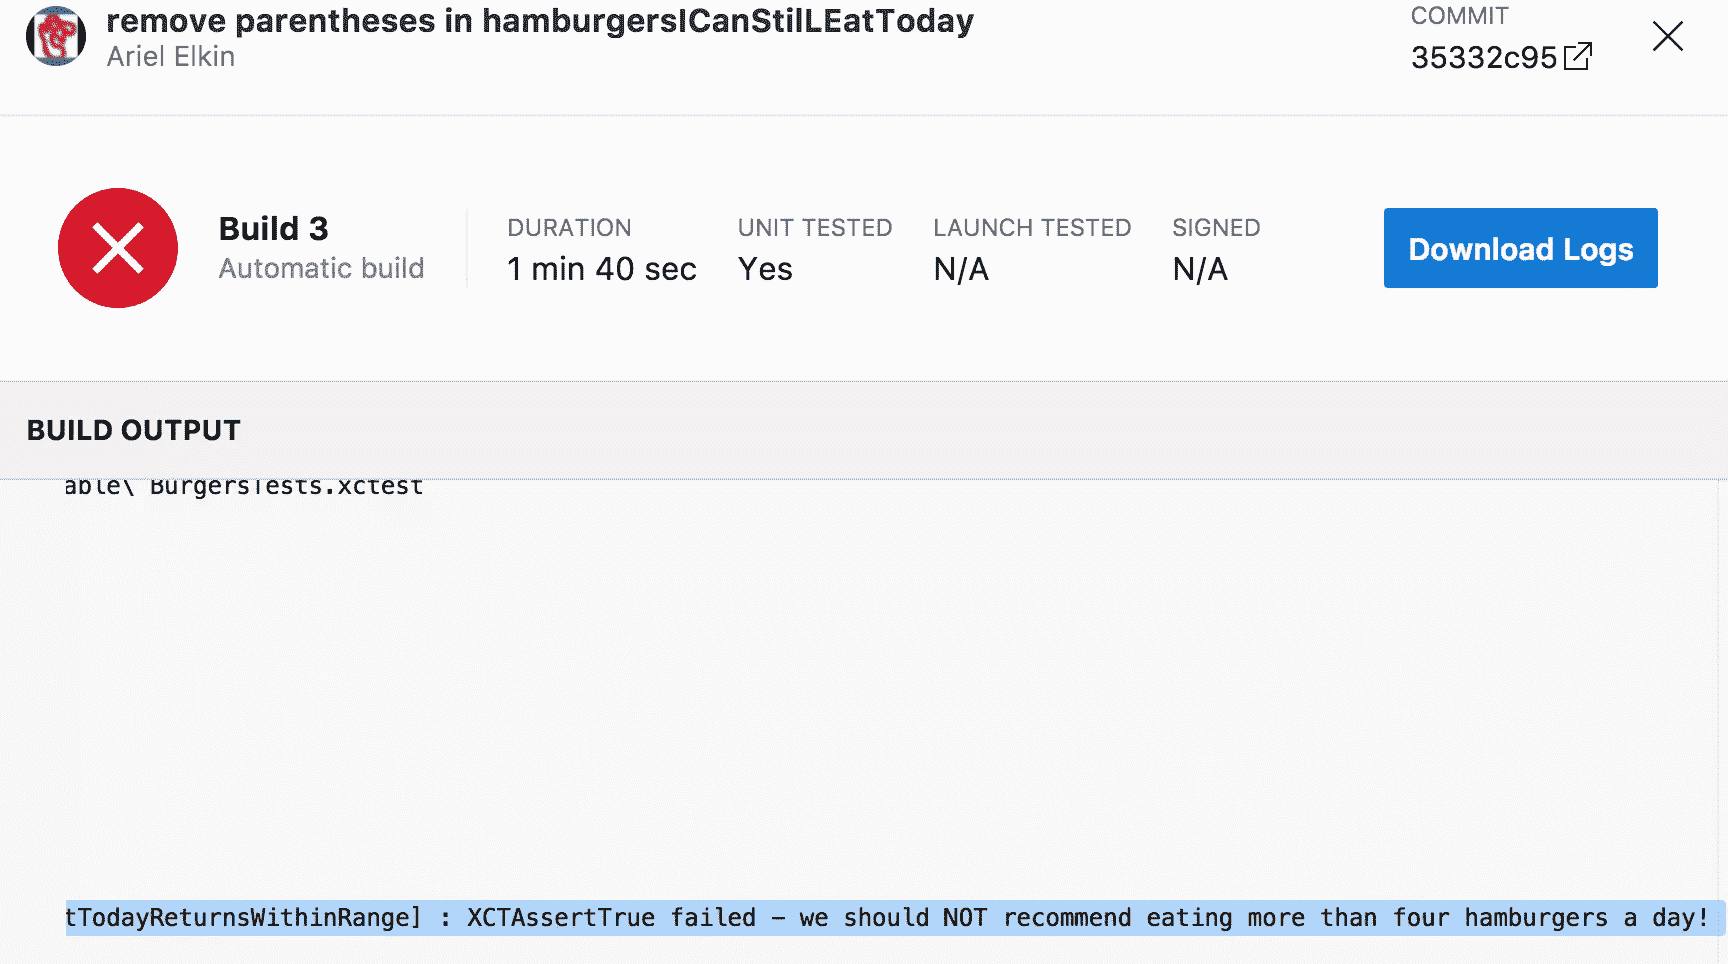 remove parentheses in hamburgersICanStilLEatToday
Ariel Elkin
COMMIT
35332c95
Build 3
Automatic build
DURATION
1 min 40 sec
UNIT TESTED
Yes
LAUNCH TESTED
N/A
SIGNED
N/A
Download Logs
BUILD OUTPUT
able\ BurgersTests.xctest
tTodayReturnsWithinRange] : XCTAssertTrue failed - we should NOT recommend eating more than four hamburgers a day!